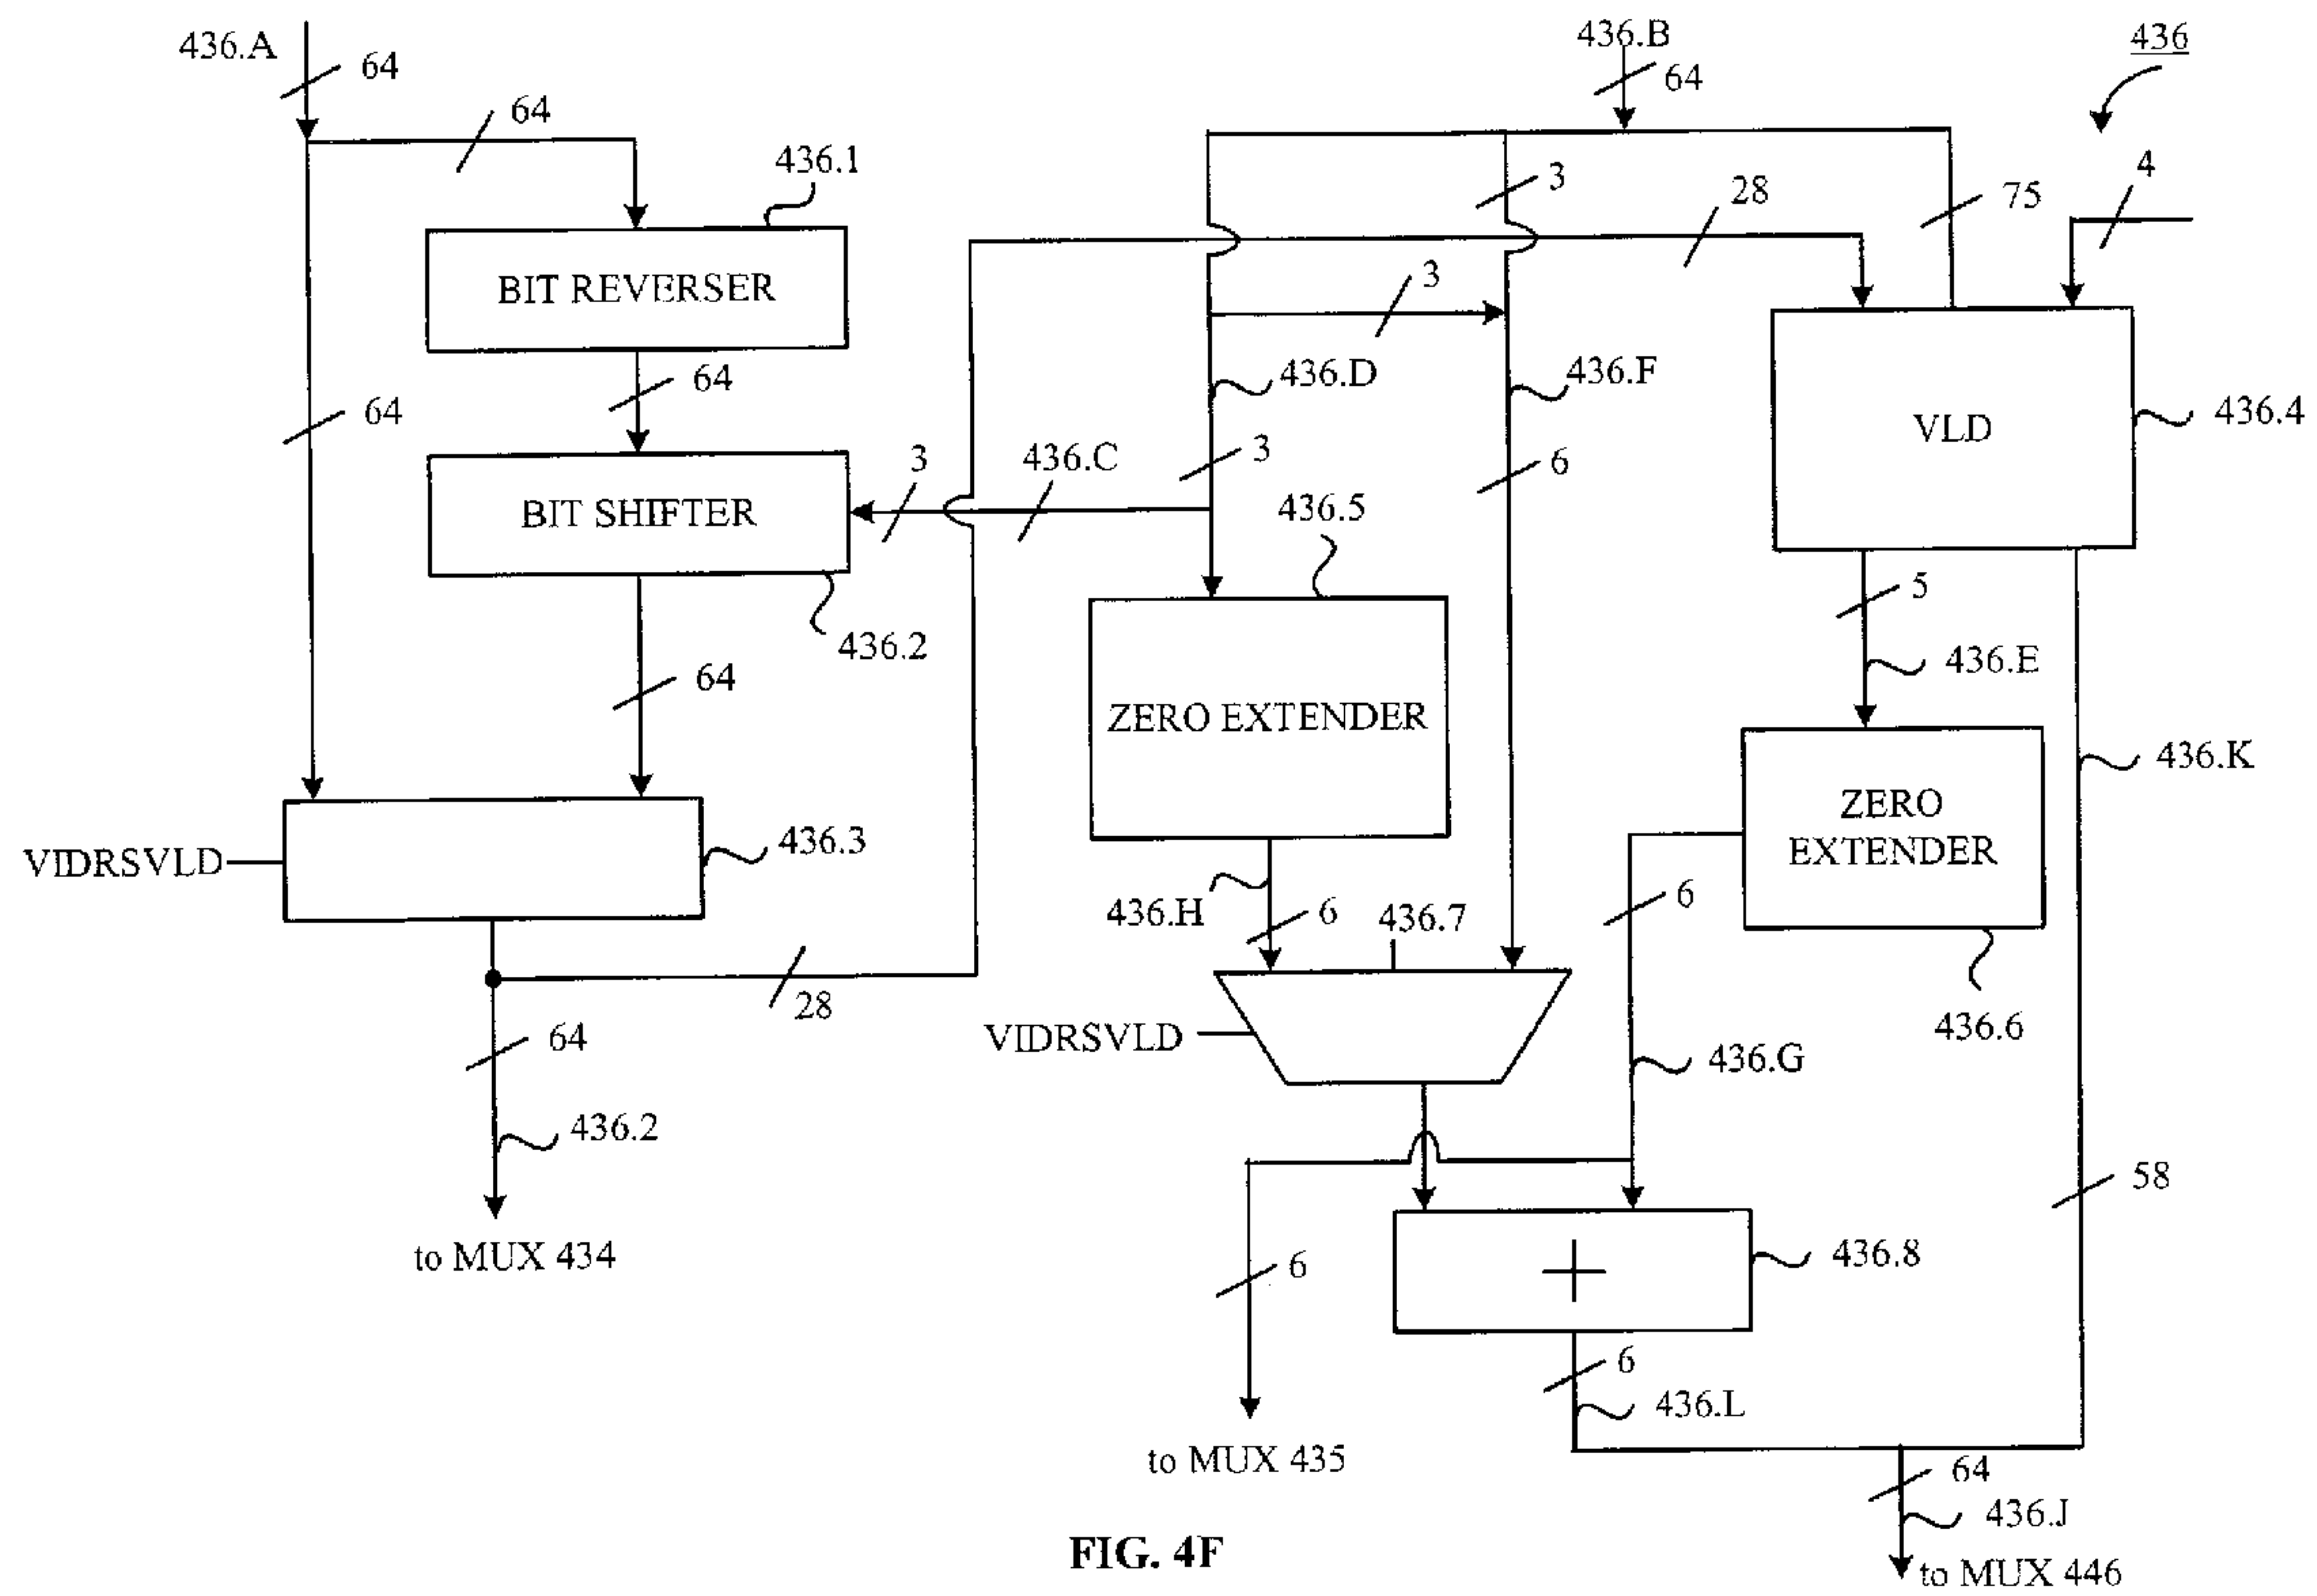 436.A
64
64
436.1
BIT REVERSER
64
64
BIT SHIFTER
3
436.C
436.2
64
VIDRSVLD
436.3
28
64
436.2
to MUX 434
436.B
64
436
3
28
75
4
3
436.D
436.F
3
6
436.5
VLD
436.4
ZERO EXTENDER
5
436.E
436.K
ZERO
EXTENDER
436.H
6
436.7
6
436.6
VIDRSVLD
436.G
58
6
436.8
+
to MUX 435
6
436.L
64
436.J
to MUX 446
FIG. 4F